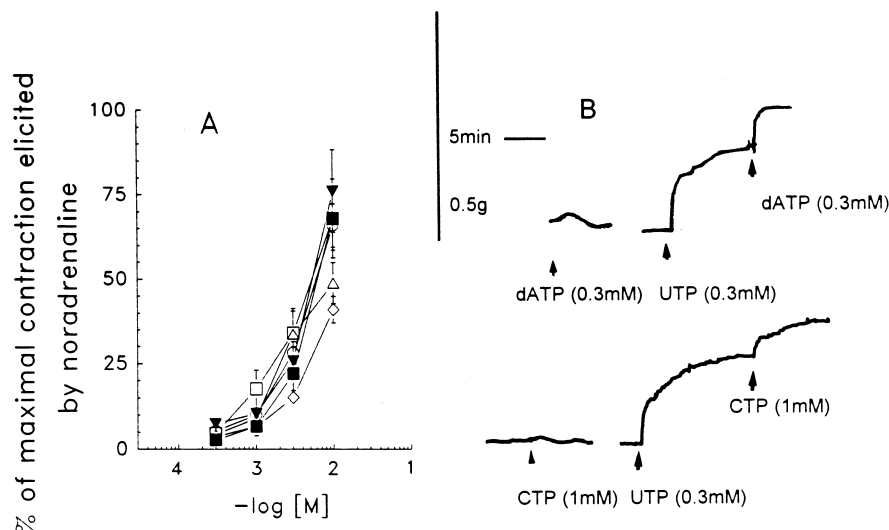 % of maximal contraction elicited
by noradrenaline
100
75
50
25
0
A
4
3
2
1
−log [M]
B
5min
0.5g
dATP (0.3mM)
dATP (0.3mM)
UTP (0.3mM)
CTP (1mM)
CTP (1mM)
UTP (0.3mM)